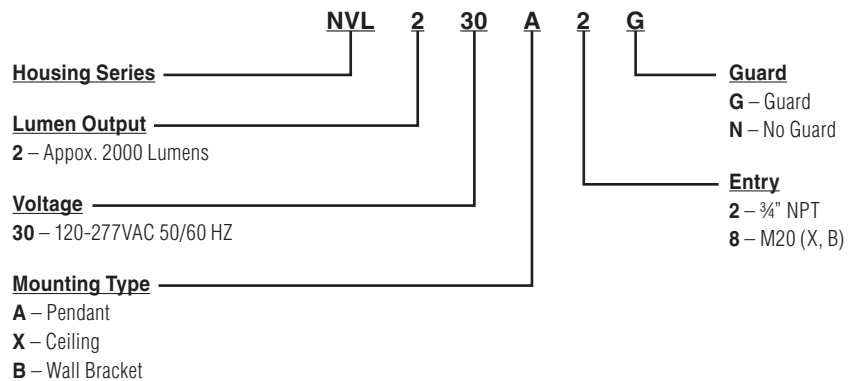 NVL 2 30 A 2 G
Housing Series
Lumen Output
2 – Appox. 2000 Lumens
Voltage
30 – 120-277VAC 50/60 HZ
Mounting Type
A – Pendant
X – Ceiling
B – Wall Bracket
Guard
G – Guard
N – No Guard
Entry
2 – ¾” NPT
8 – M20 (X, B)